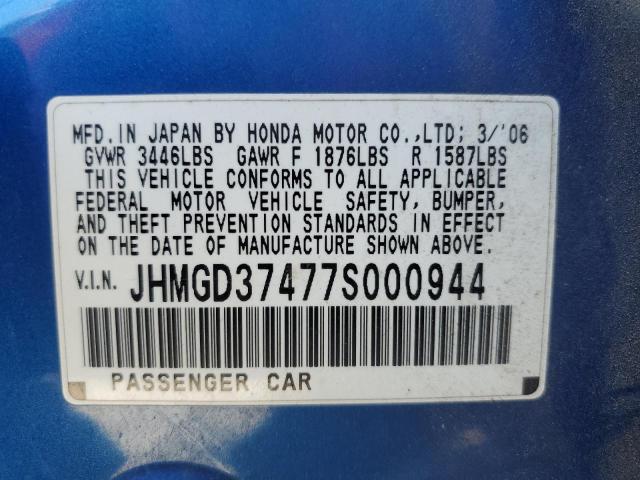 MFD. IN JAPAN BY HONDA MOTOR CO.,LTD; 3/'06
GVWR 3446LBS GAWR F 1876LBS R 1587LBS
THIS VEHICLE CONFORMS TO ALL APPLICABLE
FEDERAL MOTOR VEHICLE SAFETY, BUMPER,
AND THEFT PREVENTION STANDARDS IN EFFECT
ON THE DATE OF MANUFACTURE SHOWN ABOVE.
V.I.N. JHMGD37477S000944
PASSENGER CAR